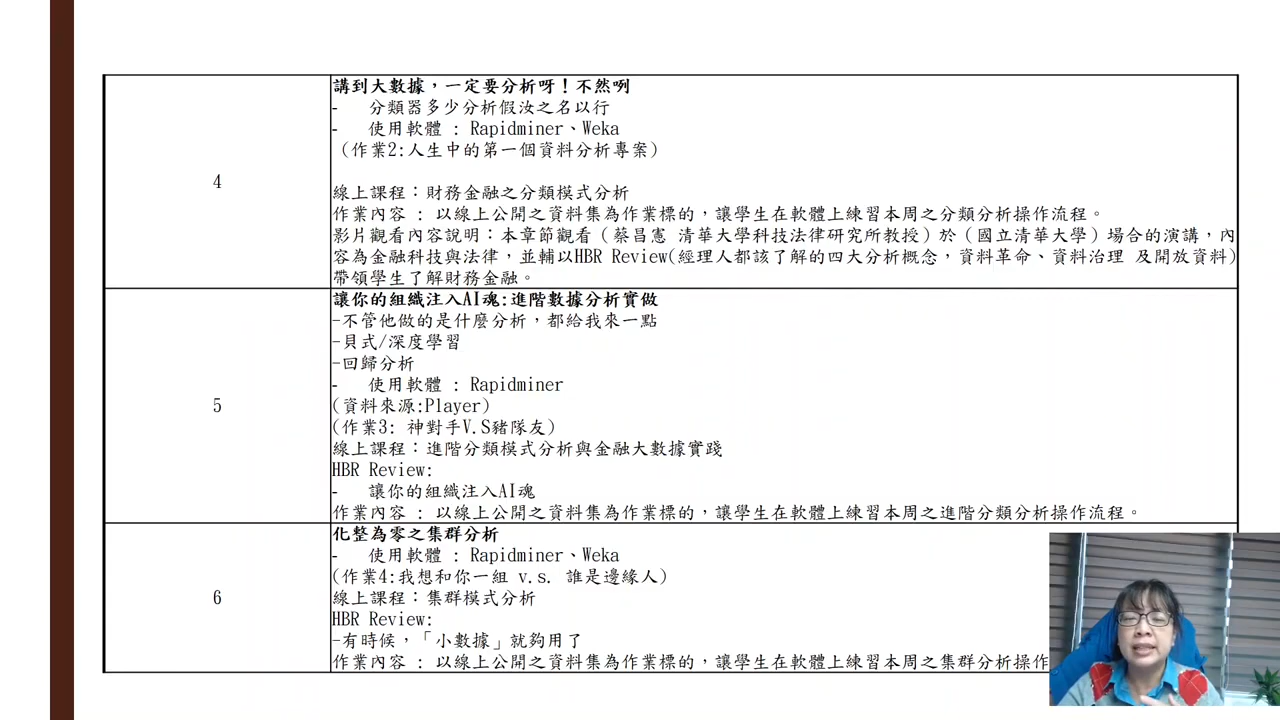 4
講到大數據，一定要分析呀！不然咧
- 分類器多少分析假汝之名以行
- 使用軟體 : Rapidminer、Weka
（作業2:人生中的第一個資料分析專案）
線上課程：財務金融之分類模式分析
作業內容 : 以線上公開之資料集為作業標的，讓學生在軟體上練習本周之分類分析操作流程。
影片觀看內容說明：本章節觀看（蔡昌憲 清華大學科技法律研究所教授）於（國立清華大學）場合的演講，內
容為金融科技與法律，並輔以HBR Review(經理人都該了解的四大分析概念，資料革命、資料治理 及開放資料)
帶領學生了解財務金融。
5
讓你的組織注入AI魂:進階數據分析實做
-不管他做的是什麼分析，都給我來一點
-貝式/深度學習
-回歸分析
- 使用軟體 : Rapidminer
(資料來源:Player)
(作業3: 神對手V.S豬隊友)
線上課程：進階分類模式分析與金融大數據實踐
HBR Review:
- 讓你的組織注入AI魂
作業內容 : 以線上公開之資料集為作業標的，讓學生在軟體上練習本周之進階分類分析操作流程。
6
化整為零之集群分析
- 使用軟體 : Rapidminer、Weka
(作業4:我想和你一組 v.s. 誰是邊緣人)
線上課程：集群模式分析
HBR Review:
-有時候，「小數據」就夠用了
作業內容 : 以線上公開之資料集為作業標的，讓學生在軟體上練習本周之集群分析操作